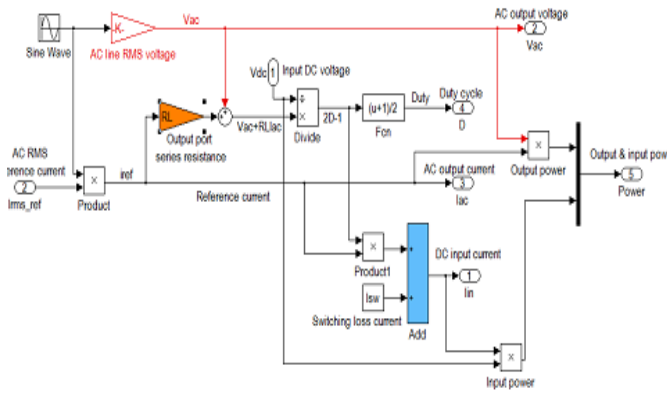 AC output voltage
2
Vac
Vac
-K-
Sine Wave
AC line RMS voltage
Vdc
1
Input DC voltage
RL
Output port
series resistance
Vac+RLIac
÷
×
Divide
2D-1
(u+1)/2
Fcn
Duty
Duty cycle
4
D
AC RMS
erence current
2
Irms_ref
×
Product
iref
Reference current
AC output current
3
Iac
×
Output power
Output & input pow
5
Power
×
Product1
Isw
Switching loss current
+
+
Add
DC input current
1
Iin
×
Input power